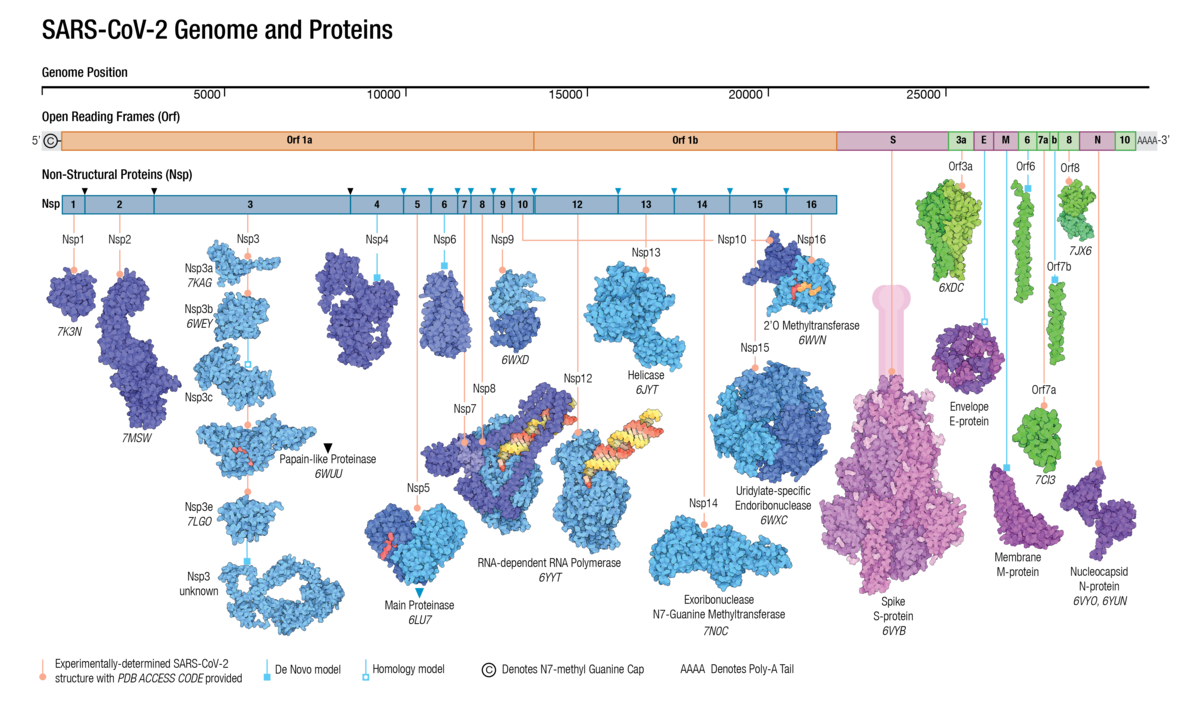 SARS-CoV-2 Genome and Proteins
Genome Position
5000 10000 15000 20000 25000
Open Reading Frames (Orf)
5' C Orf 1a Orf 1b S 3a E M 6 7a b 8 N 10 AAAA-3'
Non-Structural Proteins (Nsp)
Nsp 1 2 3 4 5 6 7 8 9 10 12 13 14 15 16
Orf3a
Orf6
Orf8
Nsp1
Nsp2
Nsp3
Nsp4
Nsp6
Nsp9
Nsp10
Nsp16
Nsp13
Nsp3a
7KAG
Nsp3b
6WEY
7K3N
7MSW
Nsp3c
Papain-like Proteinase
6WUU
Nsp3e
7LGO
Nsp3
unknown
6WXD
Nsp8
Nsp7
Nsp12
Nsp5
Main Proteinase
6LU7
RNA-dependent RNA Polymerase
6YYT
Helicase
6JYT
2'O Methyltransferase
6WVN
Nsp15
Uridylate-specific
Endoribonuclease
6WXC
Nsp14
Exoribonuclease
N7-Guanine Methyltransferase
7N0C
Spike
S-protein
6VYB
6XDC
7JX6
Orf7b
Envelope
E-protein
Orf7a
7CI3
Membrane
M-protein
Nucleocapsid
N-protein
6VYO, 6YUN
Experimentally-determined SARS-CoV-2
structure with PDB ACCESS CODE provided
De Novo model
Homology model
C Denotes N7-methyl Guanine Cap
AAAA Denotes Poly-A Tail